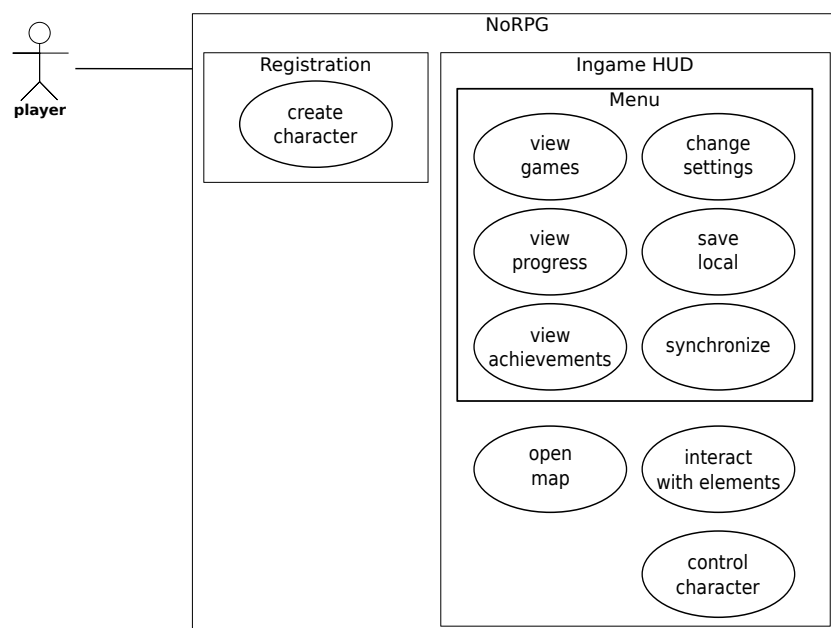 NoRPG
player
Registration
create
character
Ingame HUD
Menu
view
games
change
settings
view
progress
save
local
view
achievements
synchronize
open
map
interact
with elements
control
character